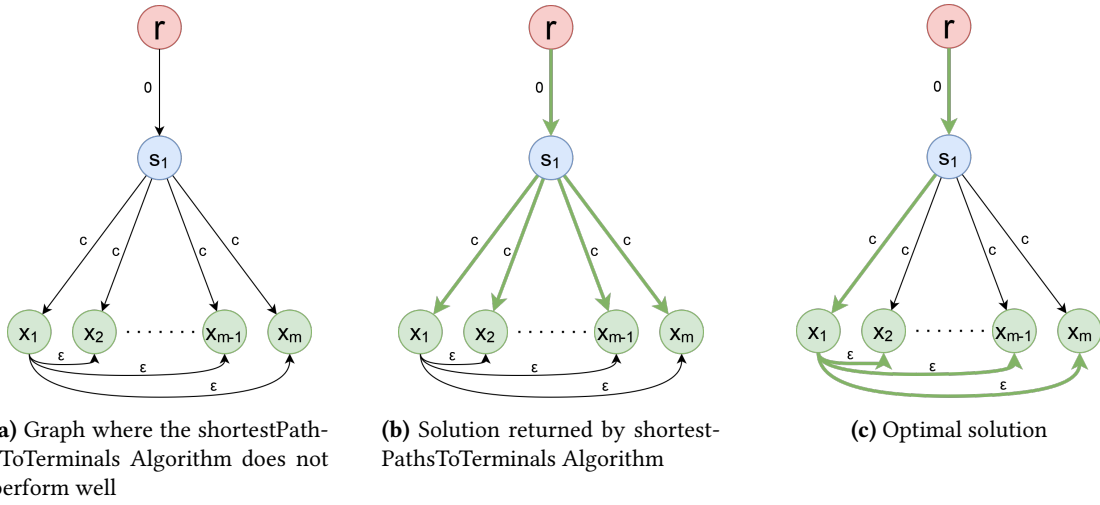 r r r
0 0 0
s1 s1 s1
c c c c c c c c c c c c
x1 x2 ........ xm-1 xm x1 x2 ........ xm-1 xm x1 x2 ........ xm-1 xm
ε ε ε ε ε ε ε ε ε
a) Graph where the shortestPath- (b) Solution returned by shortest- (c) Optimal solution
ToTerminals Algorithm does not PathsToTerminals Algorithm
perform well